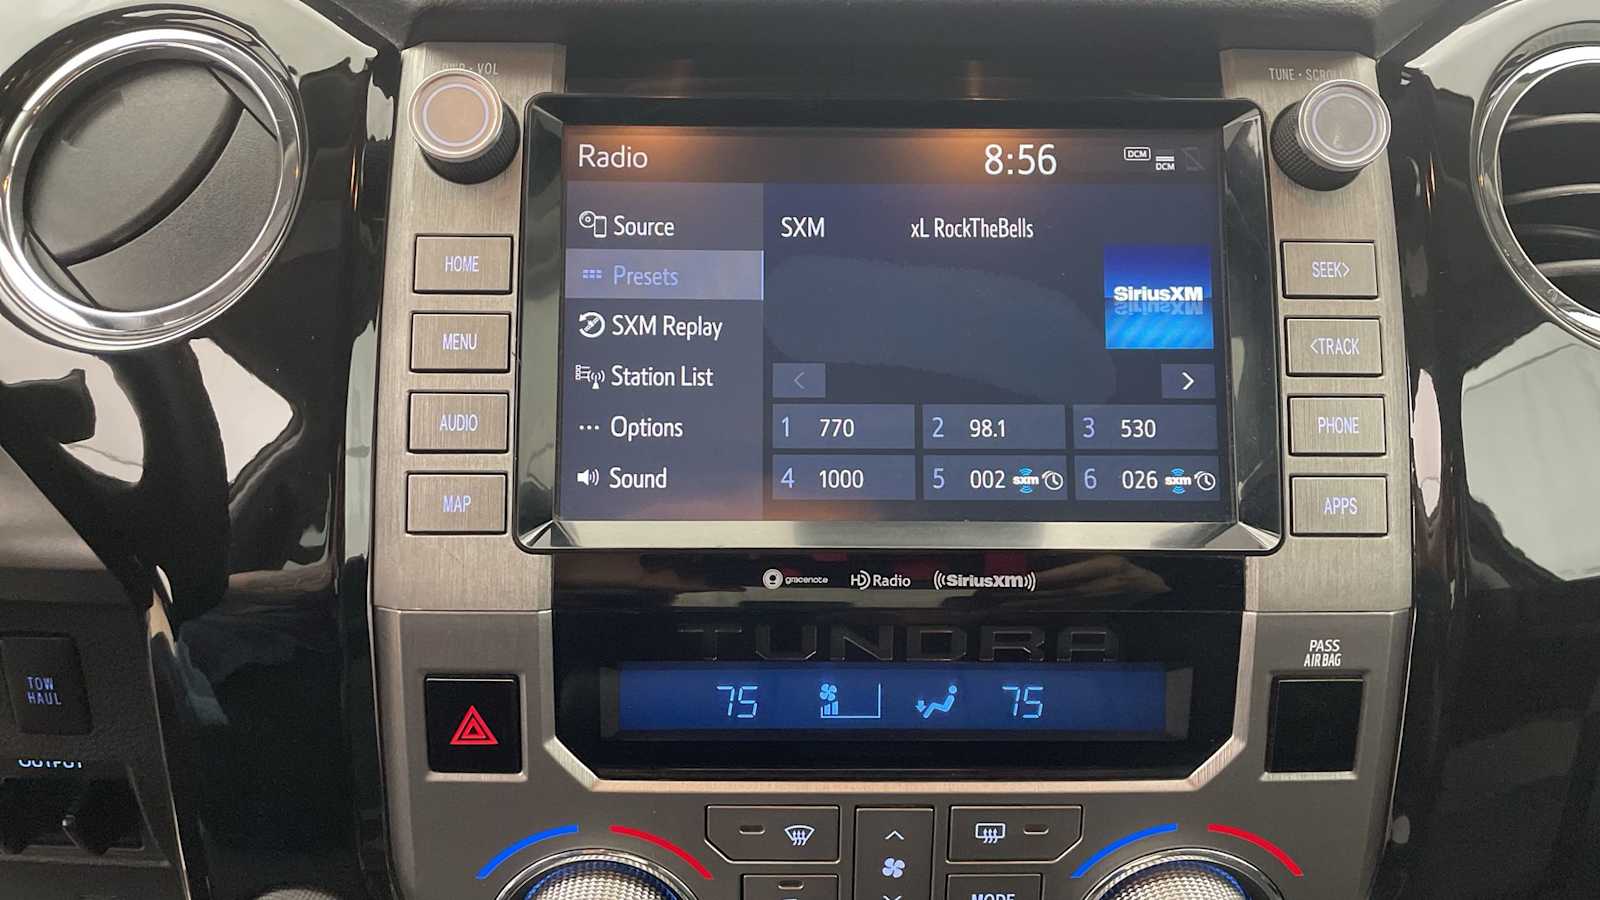 PWR · VOL
TUNE · SCROLL
Radio
8:56
DCM
DCM
Source
Presets
SXM Replay
Station List
Options
Sound
SXM
xL RockTheBells
SiriusXM
<
>
1 770
2 98.1
3 530
4 1000
5 002 sxm
6 026 sxm
HOME
MENU
AUDIO
MAP
SEEK>
<TRACK
PHONE
APPS
gracenote
HD Radio
((SiriusXM))
TUNDRA
75
75
PASS
AIR BAG
TOW
HAUL
OUTPUT
MODE